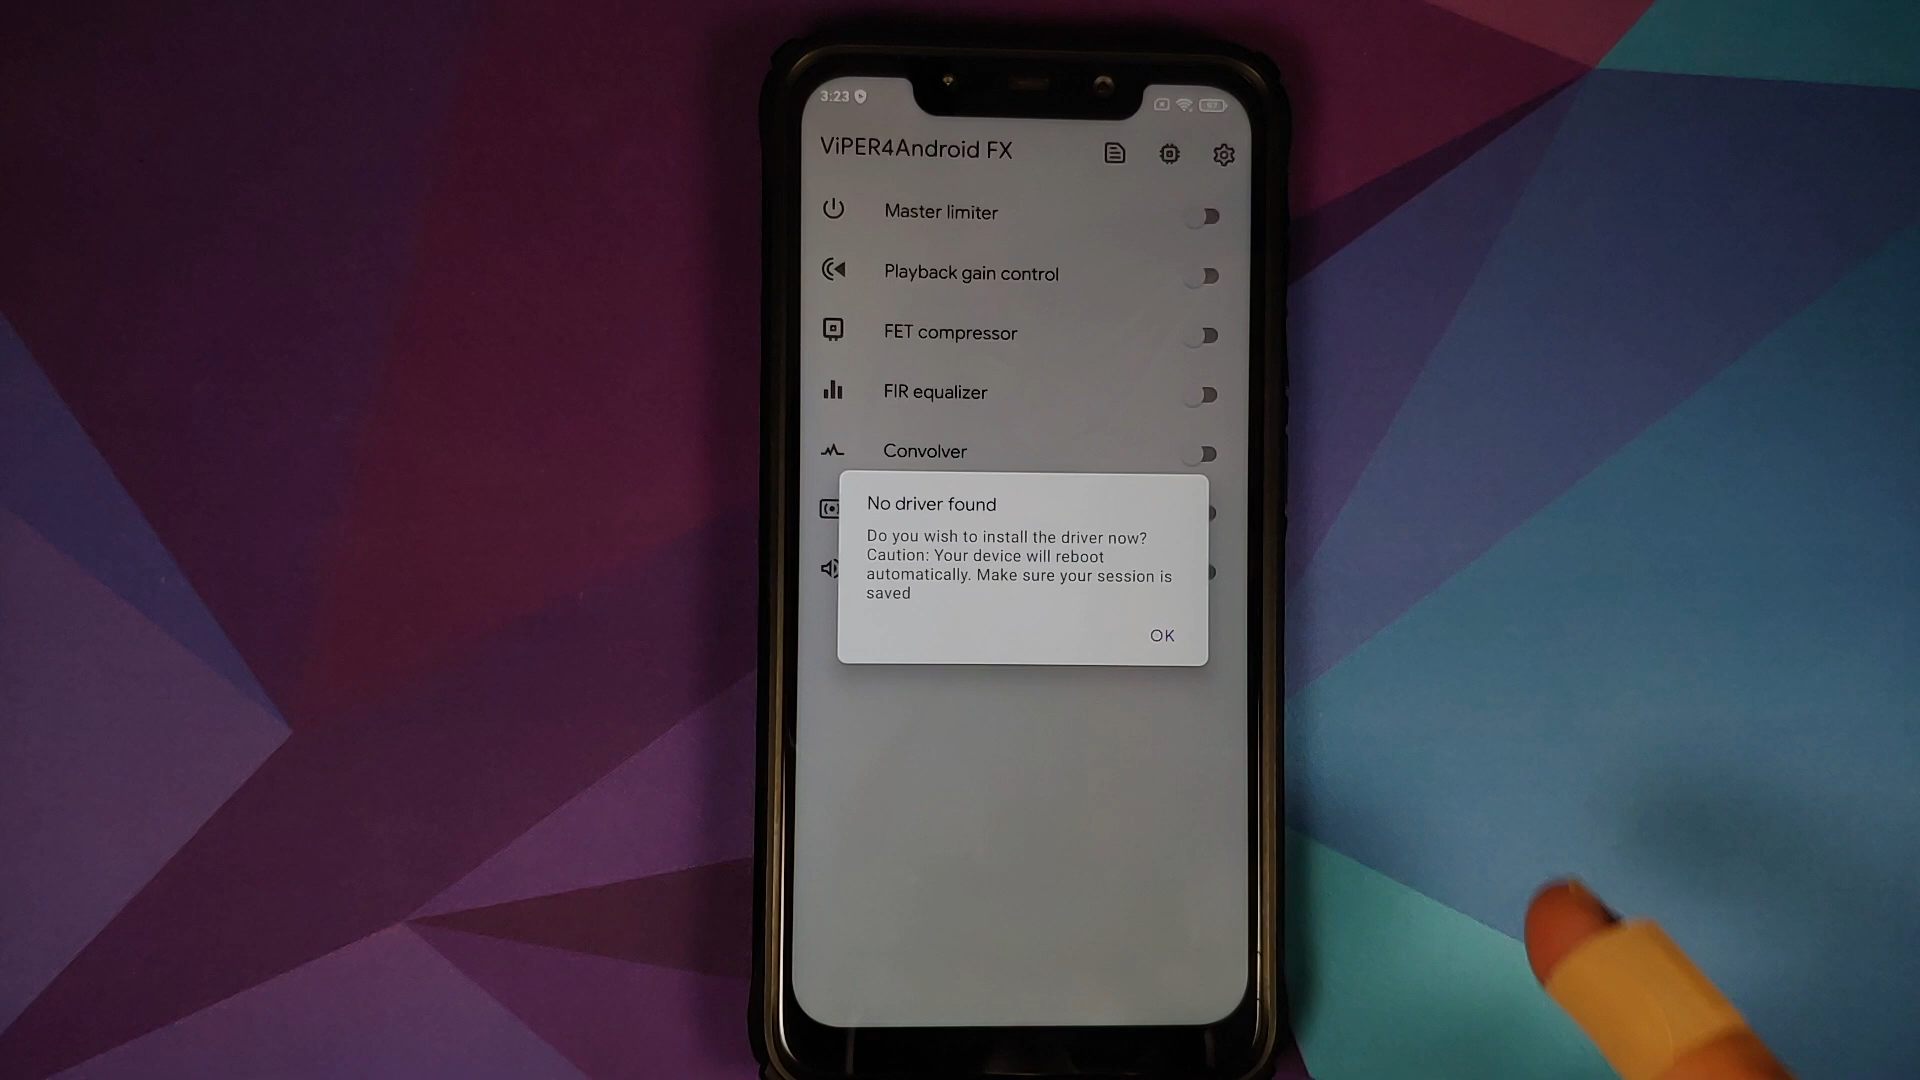 3:23
ViPER4Android FX
Master limiter
Playback gain control
FET compressor
FIR equalizer
Convolver
No driver found
Do you wish to install the driver now?
Caution: Your device will reboot
automatically. Make sure your session is
saved
OK